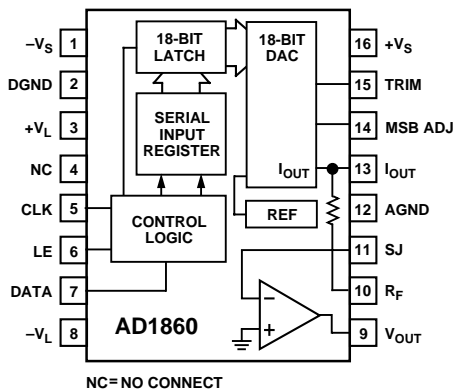 –VS 1
DGND 2
+VL 3
NC 4
CLK 5
LE 6
DATA 7
–VL 8
18-BIT
LATCH
SERIAL
INPUT
REGISTER
CONTROL
LOGIC
AD1860
18-BIT
DAC
IOUT
REF
–
+
16 +VS
15 TRIM
14 MSB ADJ
13 IOUT
12 AGND
11 SJ
10 RF
9 VOUT
NC= NO CONNECT